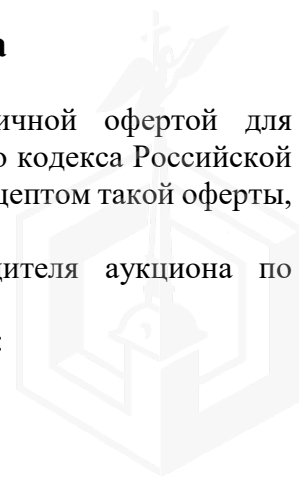 а
ичной офертой для
о кодекса Российской
цептом такой оферты,
дителя аукциона по
: